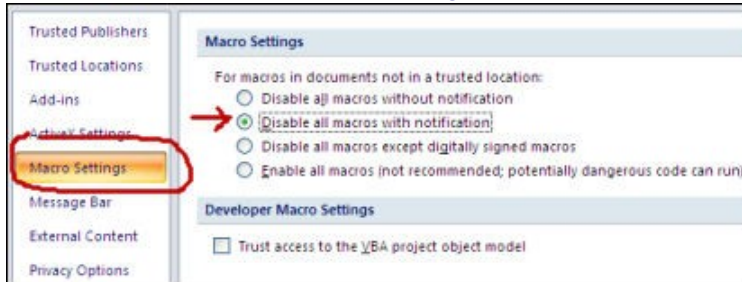 Trusted Publishers
Trusted Locations
Add-ins
ActiveX Settings
Macro Settings
Message Bar
External Content
Privacy Options
Macro Settings
For macros in documents not in a trusted location:
Disable all macros without notification
Disable all macros with notification
Disable all macros except digitally signed macros
Enable all macros (not recommended; potentially dangerous code can run)
Developer Macro Settings
Trust access to the VBA project object model